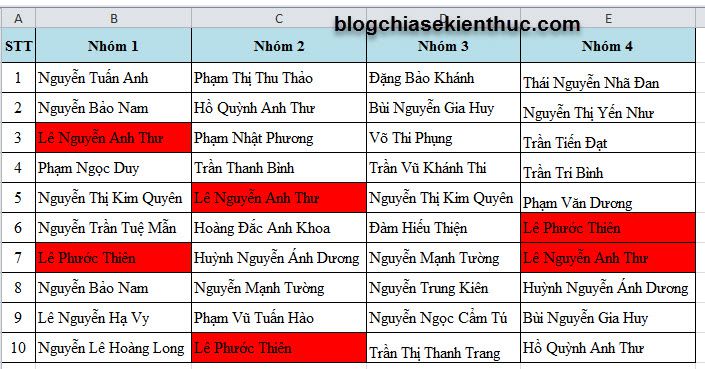 A B C D E
blogchiasekienthuc.com
STT Nhóm 1 Nhóm 2 Nhóm 3 Nhóm 4
1 Nguyễn Tuấn Anh Phạm Thị Thu Thảo Đặng Bảo Khánh Thái Nguyễn Nhã Đan
2 Nguyễn Bảo Nam Hồ Quỳnh Anh Thư Bùi Nguyễn Gia Huy Nguyễn Thị Yến Như
3 Lê Nguyễn Anh Thư Phạm Nhật Phương Võ Thi Phụng Trần Tiến Đạt
4 Phạm Ngọc Duy Trần Thanh Bình Trần Vũ Khánh Thi Trần Trí Bình
5 Nguyễn Thị Kim Quyên Lê Nguyễn Anh Thư Nguyễn Thị Kim Quyên Phạm Văn Dương
6 Nguyễn Trần Tuệ Mẫn Hoàng Đắc Anh Khoa Đàm Hiếu Thiện Lê Phước Thiên
7 Lê Phước Thiên Huỳnh Nguyễn Ánh Dương Nguyễn Mạnh Tường Lê Nguyễn Anh Thư
8 Nguyễn Bảo Nam Nguyễn Mạnh Tường Nguyễn Trung Kiên Huỳnh Nguyễn Ánh Dương
9 Lê Nguyễn Hạ Vy Phạm Vũ Tuấn Hào Nguyễn Ngọc Cẩm Tú Bùi Nguyễn Gia Huy
10 Nguyễn Lê Hoàng Long Lê Phước Thiên Trần Thị Thanh Trang Hồ Quỳnh Anh Thư